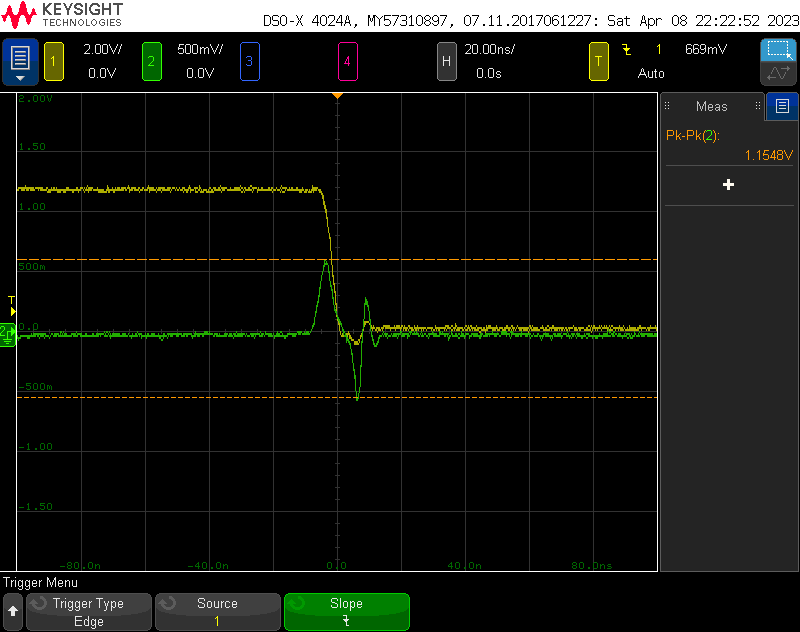 KEYSIGHT
TECHNOLOGIES
DSO-X 4024A, MY57310897, 07.11.2017061227: Sat Apr 08 22:22:52 2023
1 2.00V/ 2 500mV/ 3 4 H 20.00ns/ T 1 669mV
0.0V 0.0V 0.0s Auto
Meas
Pk-Pk(2):
1.1548V
+
2.00V
1.50
1.00
500m
T
2
0.0
-500m
-1.00
-1.50
-80.0n -40.0n 0.0 40.0n 80.0ns
Trigger Menu
Trigger Type
Edge
Source
1
Slope